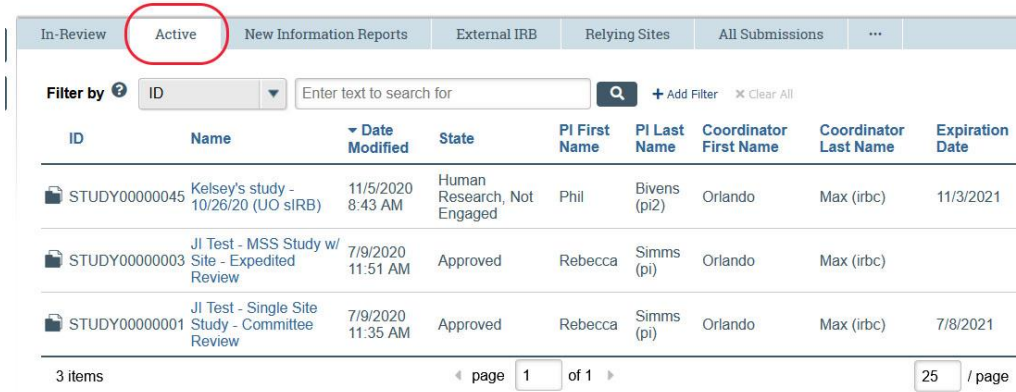 In-Review Active New Information Reports External IRB Relying Sites All Submissions ...
Filter by ? ID Enter text to search for + Add Filter × Clear All
ID Name Date Modified State PI First Name PI Last Name Coordinator First Name Coordinator Last Name Expiration Date
STUDY00000045 Kelsey's study - 10/26/20 (UO sIRB) 11/5/2020 8:43 AM Human Research, Not Engaged Phil Bivens (pi2) Orlando Max (irbc) 11/3/2021
STUDY00000003 JI Test - MSS Study w/ Site - Expedited Review 7/9/2020 11:51 AM Approved Rebecca Simms (pi) Orlando Max (irbc)
STUDY00000001 JI Test - Single Site Study - Committee Review 7/9/2020 11:35 AM Approved Rebecca Simms (pi) Orlando Max (irbc) 7/8/2021
3 items page 1 of 1 25 / page